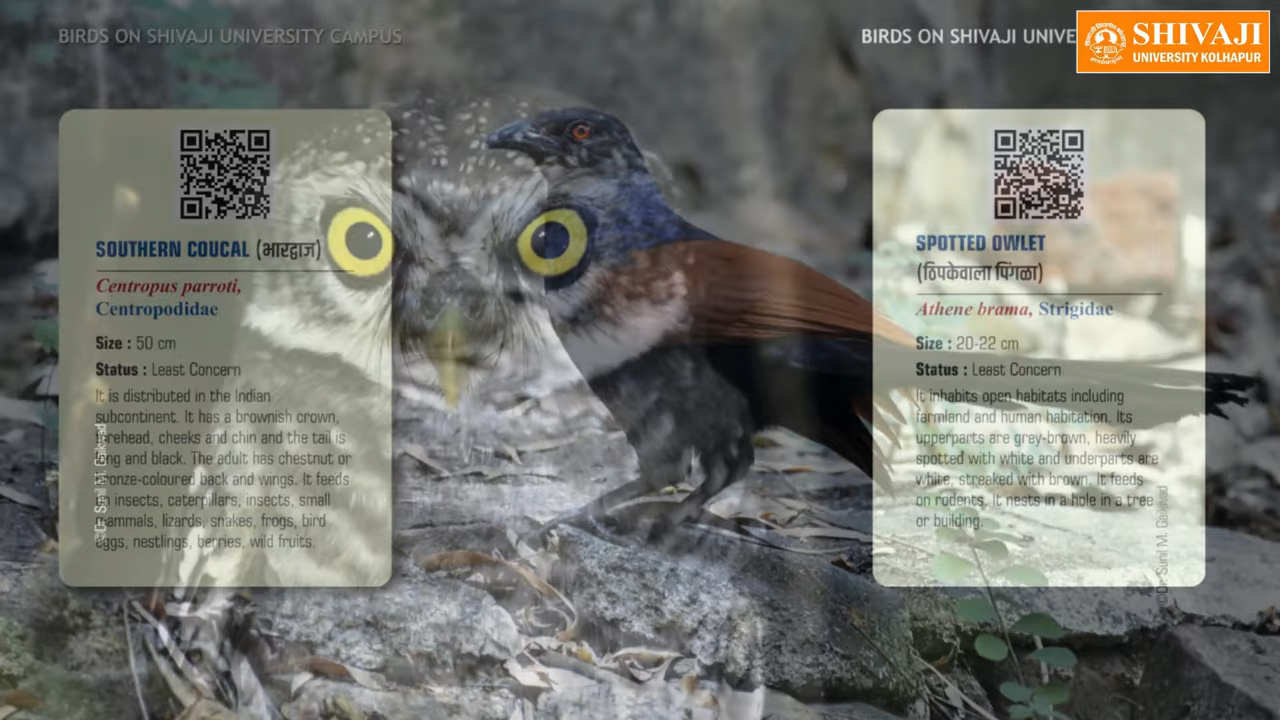 BIRDS ON SHIVAJI UNIVERSITY CAMPUS
BIRDS ON SHIVAJI UNIVE
SHIVAJI
UNIVERSITY KOLHAPUR
SOUTHERN COUCAL (भारद्वाज)
Centropus parroti,
Centropodidae
Size : 50 cm
Status : Least Concern
It is distributed in the Indian
subcontinent. It has a brownish crown,
forehead, cheeks and chin and the tail is
long and black. The adult has chestnut or
bronze-coloured back and wings. It feeds
on insects, caterpillars, insects, small
mammals, lizards, snakes, frogs, bird
eggs, nestlings, berries, wild fruits.
SPOTTED OWLET
(ठिपकेवाला पिंगळा)
Athene brama, Strigidae
Size : 20-22 cm
Status : Least Concern
It inhabits open habitats including
farmland and human habitation. Its
upperparts are grey-brown, heavily
spotted with white and underparts are
white, streaked with brown. It feeds
on rodents. It nests in a hole in a tree
or building.
©Dr. Sunil M. Gaikwad